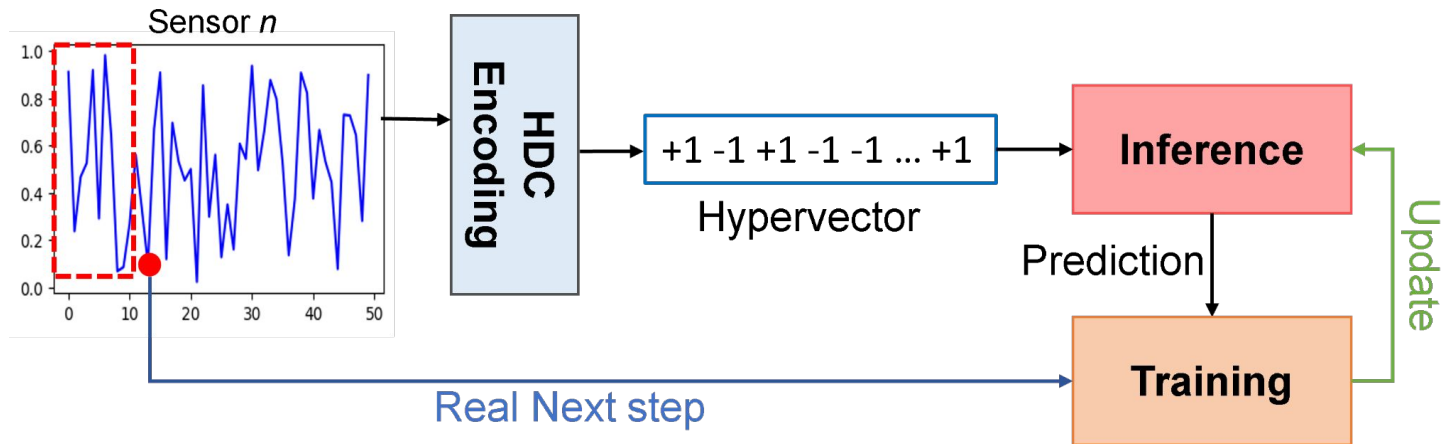 Sensor n
1.0
0.8
0.6
0.4
0.2
0.0
0 10 20 30 40 50
HDC
Encoding
+1 -1 +1 -1 -1 ... +1
Hypervector
Inference
Prediction
Update
Training
Real Next step